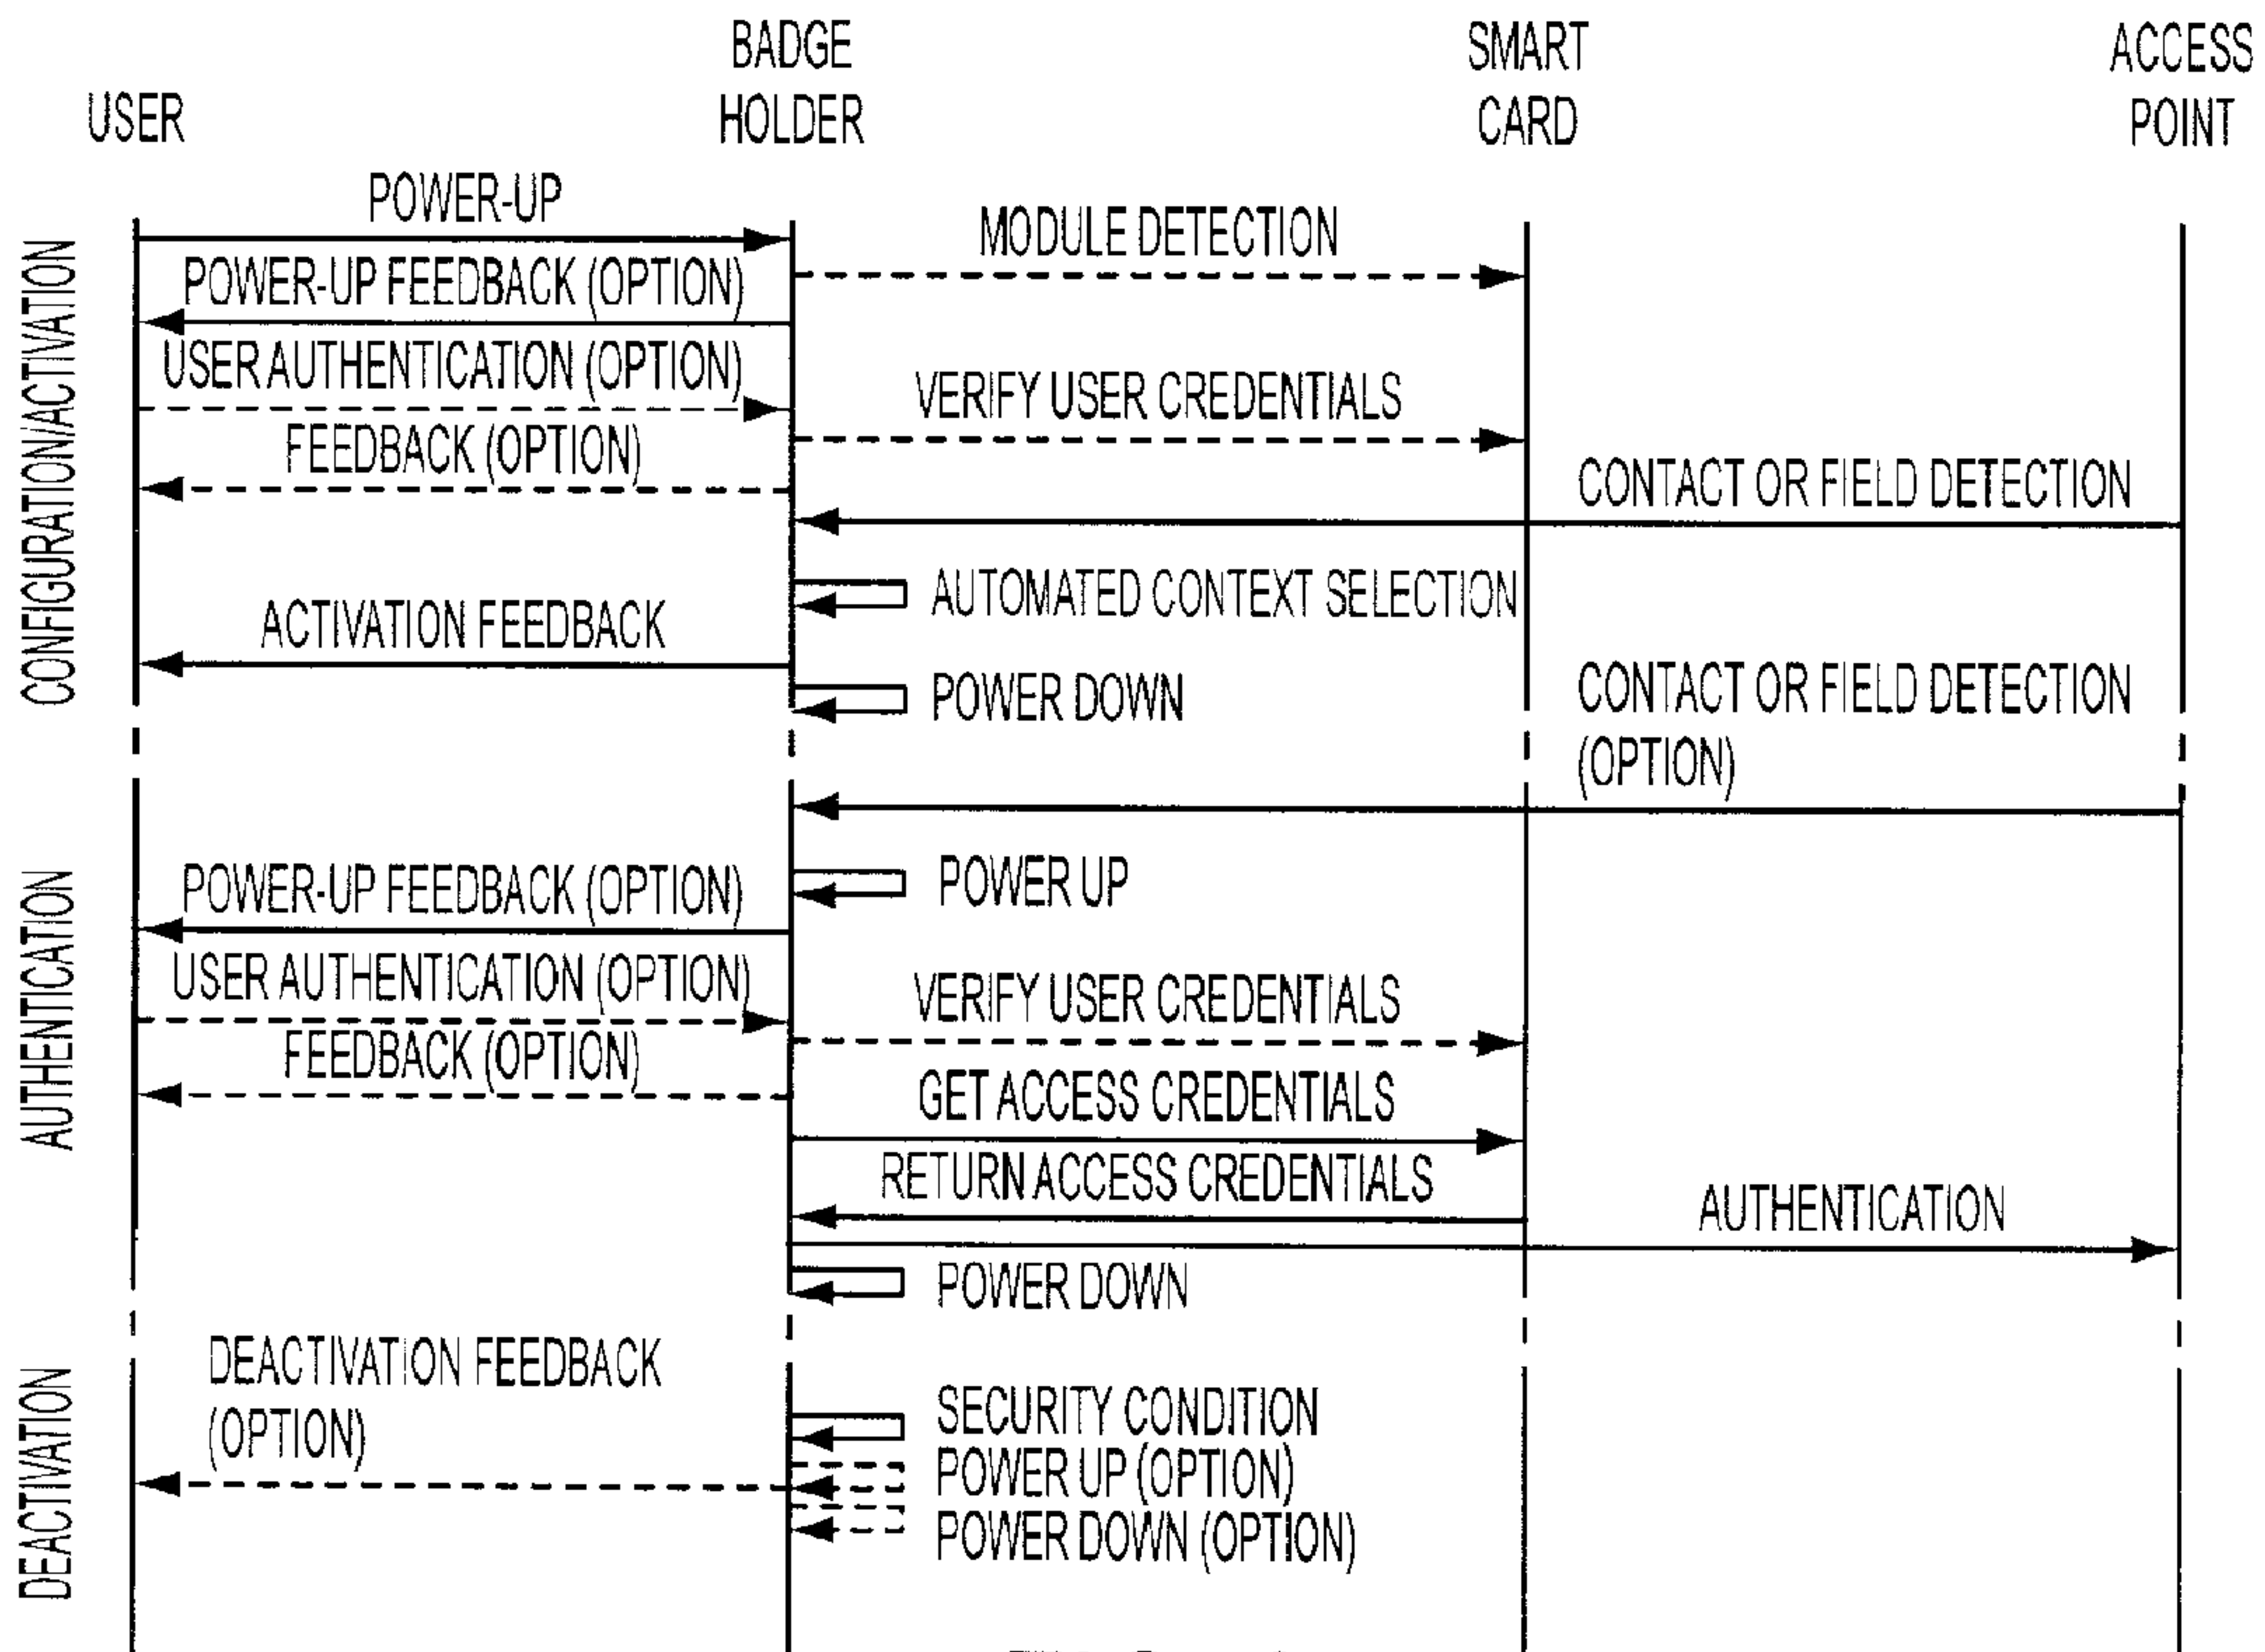 BADGE
HOLDER
SMART
CARD
ACCESS
POINT
USER
CONFIGURATION/ACTIVATION
POWER-UP
MODULE DETECTION
POWER-UP FEEDBACK (OPTION)
USER AUTHENTICATION (OPTION)
VERIFY USER CREDENTIALS
FEEDBACK (OPTION)
CONTACT OR FIELD DETECTION
AUTOMATED CONTEXT SELECTION
ACTIVATION FEEDBACK
POWER DOWN
CONTACT OR FIELD DETECTION
(OPTION)
AUTHENTICATION
POWER UP
POWER-UP FEEDBACK (OPTION)
USER AUTHENTICATION (OPTION)
VERIFY USER CREDENTIALS
FEEDBACK (OPTION)
GET ACCESS CREDENTIALS
RETURN ACCESS CREDENTIALS
AUTHENTICATION
POWER DOWN
DEACTIVATION
DEACTIVATION FEEDBACK
(OPTION)
SECURITY CONDITION
POWER UP (OPTION)
POWER DOWN (OPTION)